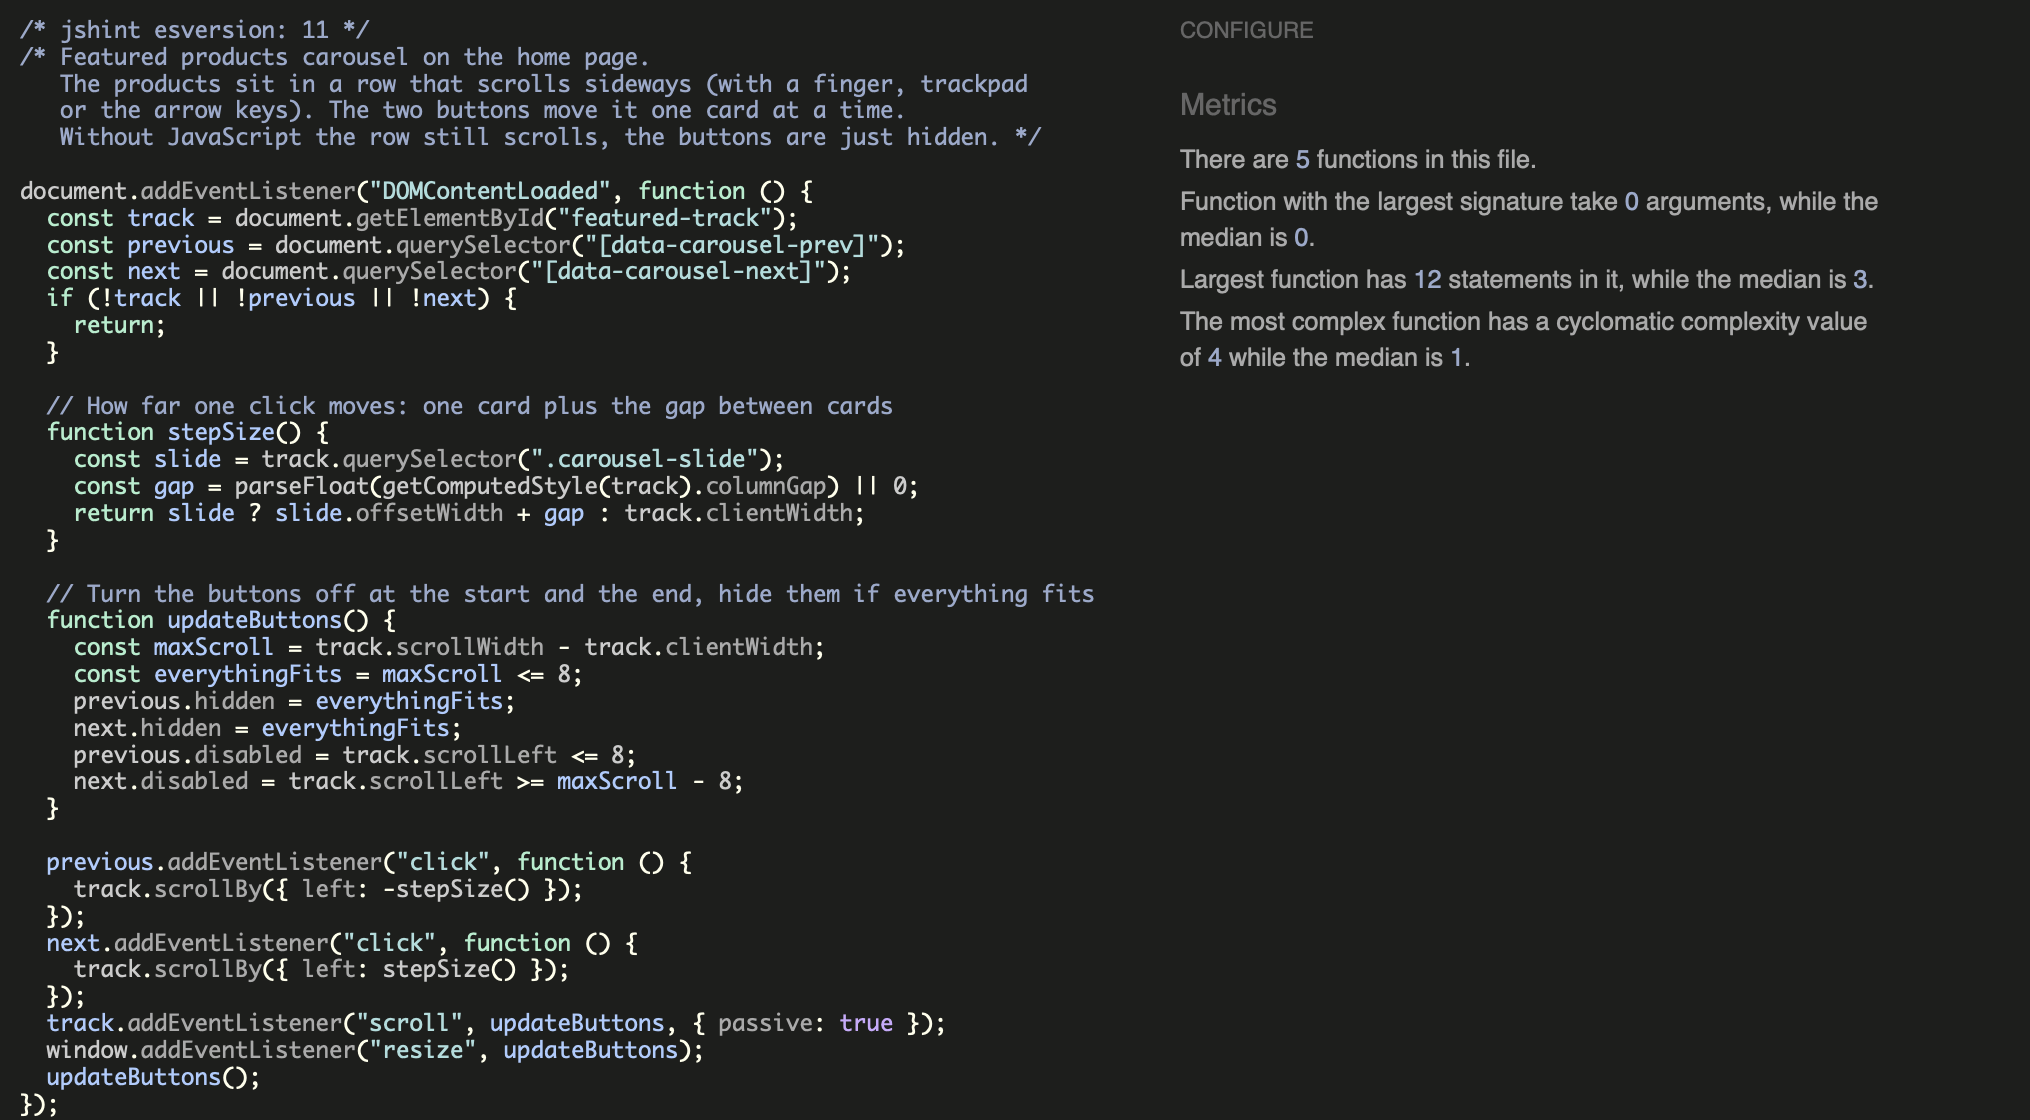 /* jshint esversion: 11 */
/* Featured products carousel on the home page.
   The products sit in a row that scrolls sideways (with a finger, trackpad
   or the arrow keys). The two buttons move it one card at a time.
   Without JavaScript the row still scrolls, the buttons are just hidden. */

document.addEventListener("DOMContentLoaded", function () {
  const track = document.getElementById("featured-track");
  const previous = document.querySelector("[data-carousel-prev]");
  const next = document.querySelector("[data-carousel-next]");
  if (!track || !previous || !next) {
    return;
  }

  // How far one click moves: one card plus the gap between cards
  function stepSize() {
    const slide = track.querySelector(".carousel-slide");
    const gap = parseFloat(getComputedStyle(track).columnGap) || 0;
    return slide ? slide.offsetWidth + gap : track.clientWidth;
  }

  // Turn the buttons off at the start and the end, hide them if everything fits
  function updateButtons() {
    const maxScroll = track.scrollWidth - track.clientWidth;
    const everythingFits = maxScroll <= 8;
    previous.hidden = everythingFits;
    next.hidden = everythingFits;
    previous.disabled = track.scrollLeft <= 8;
    next.disabled = track.scrollLeft >= maxScroll - 8;
  }

  previous.addEventListener("click", function () {
    track.scrollBy({ left: -stepSize() });
  });
  next.addEventListener("click", function () {
    track.scrollBy({ left: stepSize() });
  });
  track.addEventListener("scroll", updateButtons, { passive: true });
  window.addEventListener("resize", updateButtons);
  updateButtons();
});
CONFIGURE
Metrics
There are 5 functions in this file.
Function with the largest signature take 0 arguments, while the
median is 0.
Largest function has 12 statements in it, while the median is 3.
The most complex function has a cyclomatic complexity value
of 4 while the median is 1.